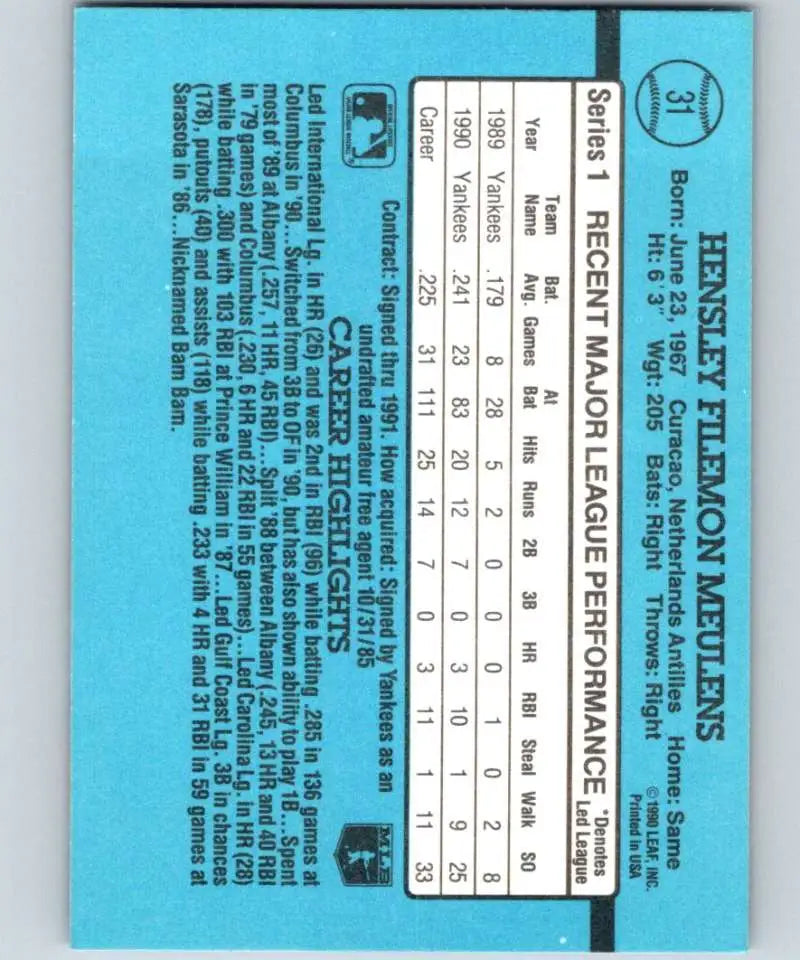 31
HENSLEY FILEMON MEULENS
Born: June 23, 1967 Curacao, Netherlands Antilles Home: Same
Ht: 6'3" Wgt: 205 Bats: Right Throws: Right
©1990 LEAF, INC.
Printed in USA
Series 1 RECENT MAJOR LEAGUE PERFORMANCE *Denotes Led League
Year Team Name Bat. Avg. Games At Bat Hits Runs 2B 3B HR RBI Steal Walk SO
1989 Yankees .179 8 28 5 2 0 0 0 1 0 2 8
1990 Yankees .241 23 83 20 12 7 0 3 10 1 9 25
Career .225 31 111 25 14 7 0 3 11 1 11 33
Contract: Signed thru 1991. How acquired: Signed by Yankees as an
undrafted amateur free agent 10/31/85
CAREER HIGHLIGHTS
MLB
Led International Lg. in HR (26) and was 2nd in RBI (96) while batting .285 in 136 games at
Columbus in '90...Switched from 3B to OF in '90, but has also shown ability to play 1B...Spent
most of '89 at Albany (.257, 11 HR, 45 RBI)...Split '88 between Albany (.245, 13 HR and 40 RBI
in '79 games) and Columbus (.230, 6 HR and 22 RBI in 55 games)...Led Carolina Lg. in HR (28)
while batting .300 with 103 RBI at Prince William in '87...Led Gulf Coast Lg. 3B in chances
(178), putouts (40) and assists (118) while batting .233 with 4 HR and 31 RBI in 59 games at
Sarasota in '86...Nicknamed Bam Bam.